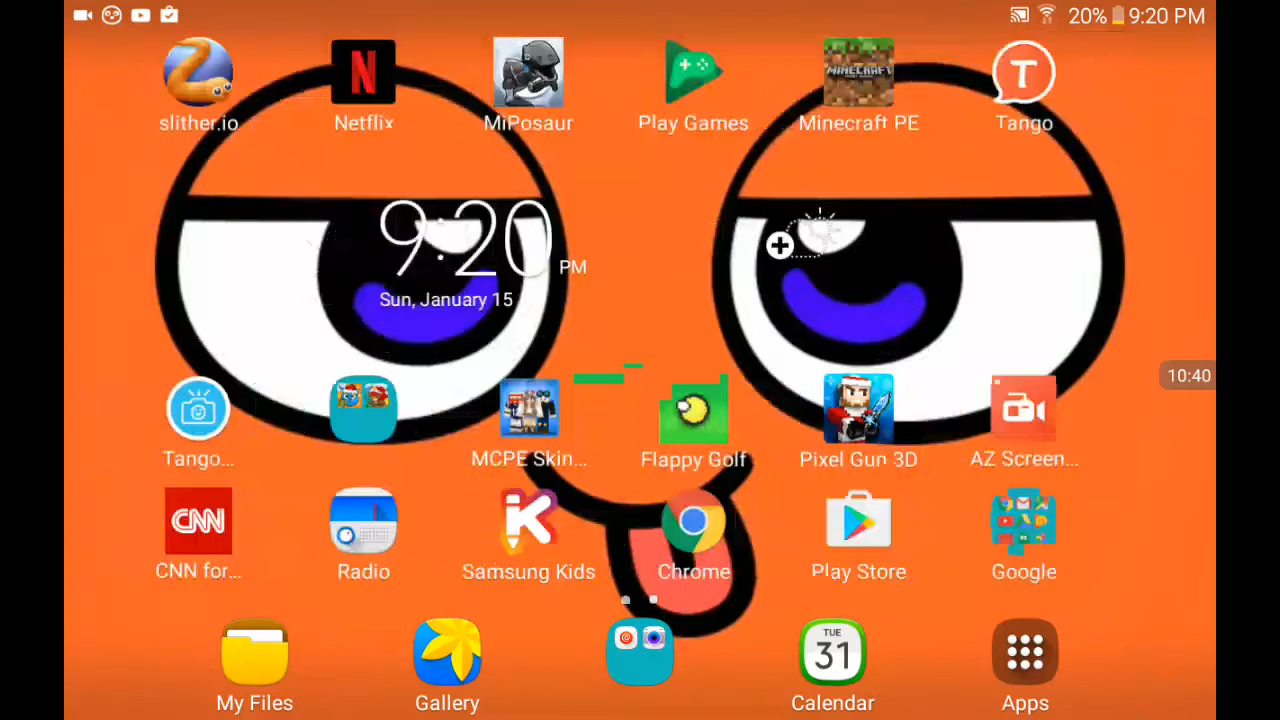 20% 9:20 PM
slither.io
Netflix
MiPosaur
Play Games
MINECRAFT
Minecraft PE
T
Tango
N
9:20 PM
Sun, January 15
10:40
Tango...
MCPE Skin...
Flappy Golf
Pixel Gun 3D
AZ Screen...
CNN
CNN for...
Radio
K
Samsung Kids
Chrome
Play Store
Google
TUE
31
My Files
Gallery
Calendar
Apps